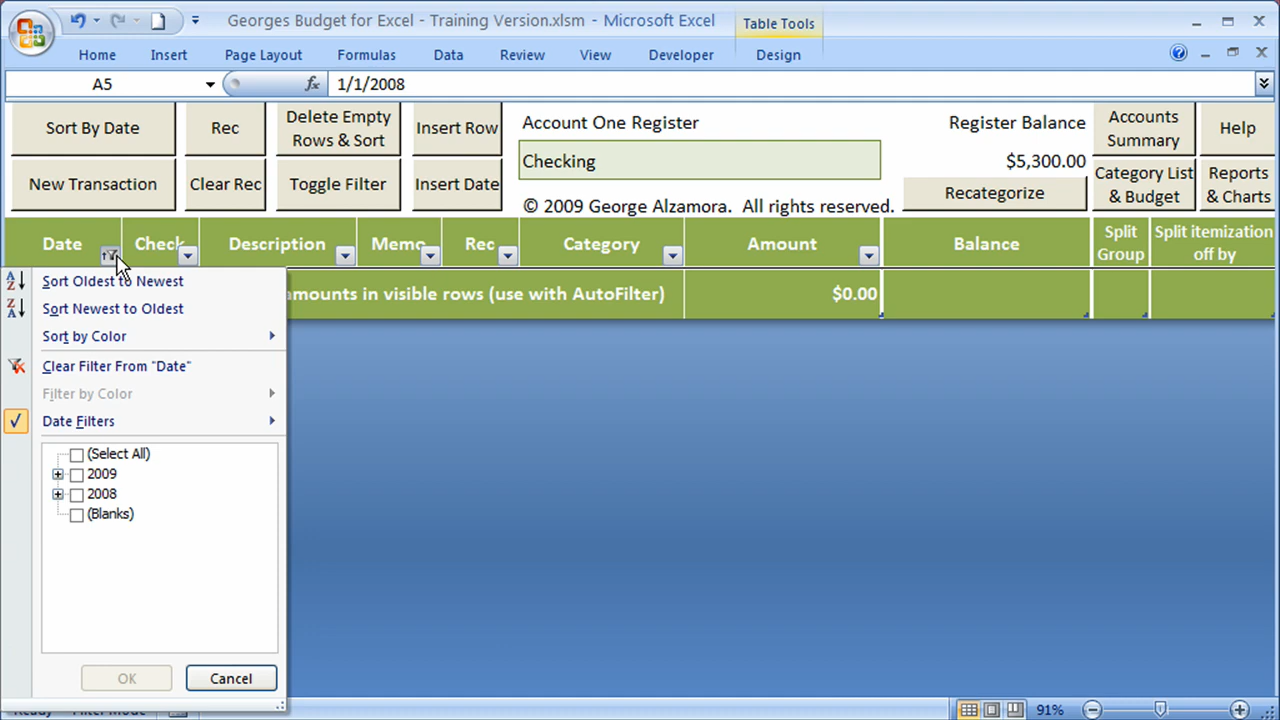 Georges Budget for Excel - Training Version.xlsm - Microsoft Excel
Table Tools
Home Insert Page Layout Formulas Data Review View Developer Design
A5 fx 1/1/2008
Sort By Date
Rec
Delete Empty
Rows & Sort
Insert Row
Account One Register
Register Balance
Accounts
Summary
Help
Checking
$5,300.00
New Transaction
Clear Rec
Toggle Filter
Insert Date
Recategorize
Category List
& Budget
Reports
& Charts
© 2009 George Alzamora. All rights reserved.
Date Check Description Memo Rec Category Amount Balance
Split
Group
Split itemization
off by
amounts in visible rows (use with AutoFilter) $0.00
Sort Oldest to Newest
Sort Newest to Oldest
Sort by Color
Clear Filter From "Date"
Filter by Color
Date Filters
(Select All)
2009
2008
(Blanks)
OK Cancel
91%